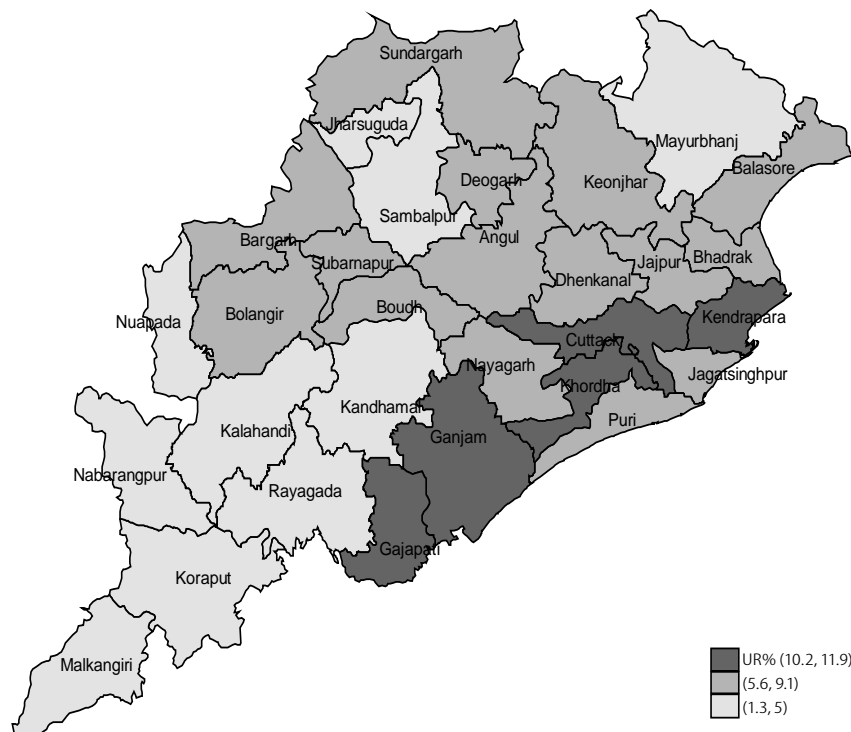 Sundargarh
Jharsuguda
Mayurbhanj
Balasore
Deogarh
Keonjhar
Sambalpur
Bargarh
Angul
Subarnapur
Jajpur
Bhadrak
Dhenkanal
Nuapada
Bolangir
Boudh
Kendrapara
Cuttack
Nayagarh
Jagatsinghpur
Khordha
Kandhamal
Puri
Kalahandi
Ganjam
Nabarangpur
Rayagada
Gajapati
Koraput
Malkangiri
UR% (10.2, 11.9)
(5.6, 9.1)
(1.3, 5)